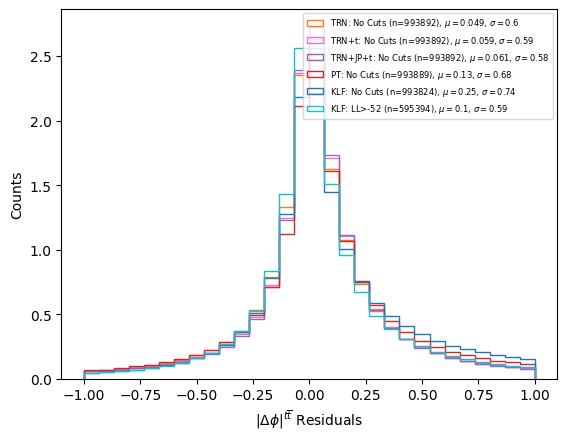 TRN: No Cuts (n=993892), μ = 0.049, σ = 0.6
TRN+t: No Cuts (n=993892), μ = 0.059, σ = 0.59
TRN+JP+t: No Cuts (n=993892), μ = 0.061, σ = 0.58
PT: No Cuts (n=993889), μ = 0.13, σ = 0.68
KLF: No Cuts (n=993824), μ = 0.25, σ = 0.74
KLF: LL>-52 (n=595394), μ = 0.1, σ = 0.59
Counts
2.5
2.0
1.5
1.0
0.5
0.0
−1.00 −0.75 −0.50 −0.25 0.00 0.25 0.50 0.75 1.00
|Δϕ|^{tt̅} Residuals